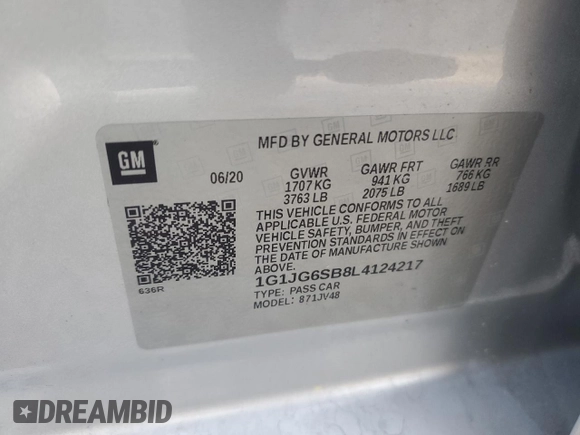 GM
MFD BY GENERAL MOTORS LLC
06/20 GVWR GAWR FRT GAWR RR
1707 KG 941 KG 766 KG
3763 LB 2075 LB 1689 LB
THIS VEHICLE CONFORMS TO ALL
APPLICABLE U.S. FEDERAL MOTOR
VEHICLE SAFETY, BUMPER, AND THEFT
PREVENTION STANDARDS IN EFFECT ON
THE DATE OF MANUFACTURE SHOWN
ABOVE.
1G1JG6SB8L4124217
TYPE: PASS CAR
MODEL: 871JV48
636R
DREAMBID